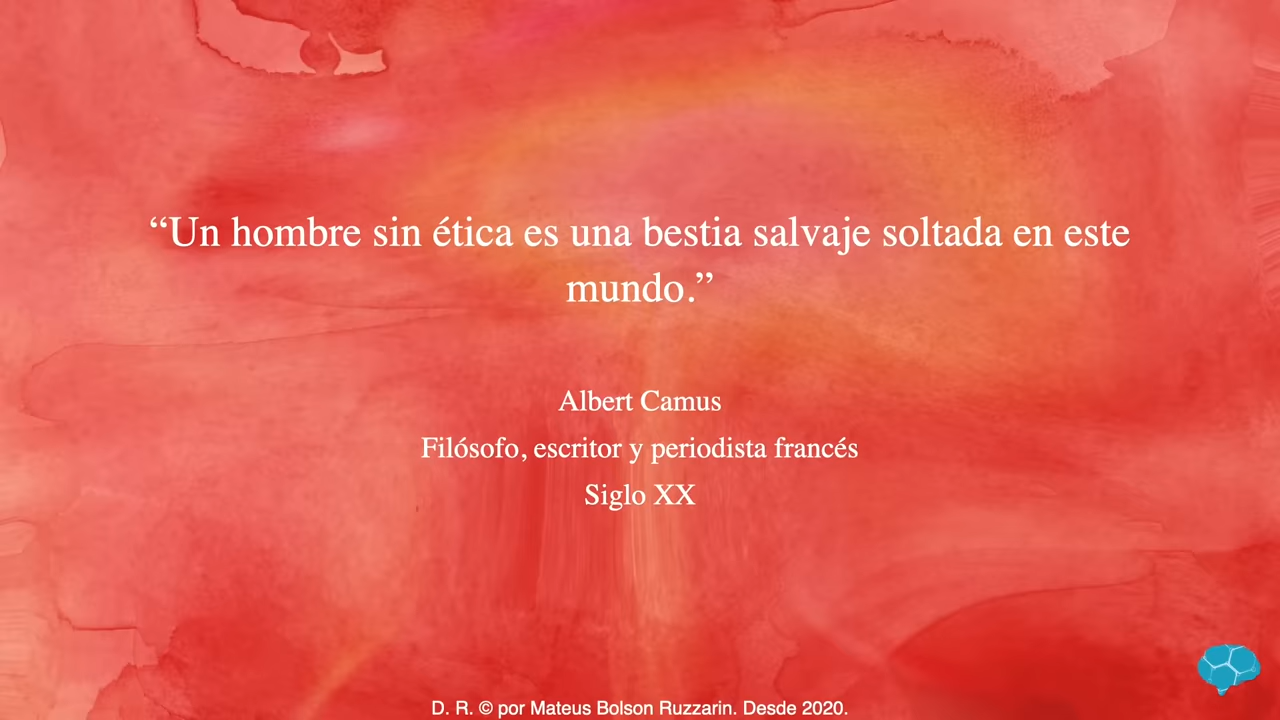 “Un hombre sin ética es una bestia salvaje soltada en este
mundo.”
Albert Camus
Filósofo, escritor y periodista francés
Siglo XX
D. R. © por Mateus Bolson Ruzzarin. Desde 2020.